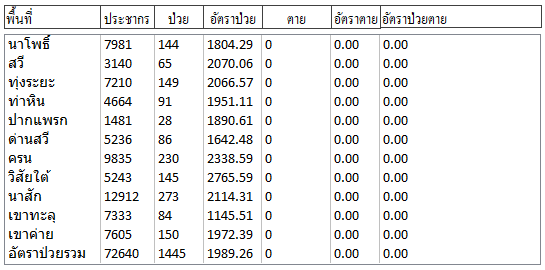 พื้นที่ ประชากร ป่วย อัตราป่วย ตาย อัตราตาย อัตราป่วยตาย
นาโพธิ์ 7981 144 1804.29 0 0.00 0.00
สวี 3140 65 2070.06 0 0.00 0.00
ทุ่งระยะ 7210 149 2066.57 0 0.00 0.00
ท่าหิน 4664 91 1951.11 0 0.00 0.00
ปากแพรก 1481 28 1890.61 0 0.00 0.00
ด่านสวี 5236 86 1642.48 0 0.00 0.00
ครน 9835 230 2338.59 0 0.00 0.00
วิสัยใต้ 5243 145 2765.59 0 0.00 0.00
นาสัก 12912 273 2114.31 0 0.00 0.00
เขาทะลุ 7333 84 1145.51 0 0.00 0.00
เขาค่าย 7605 150 1972.39 0 0.00 0.00
อัตราป่วยรวม 72640 1445 1989.26 0 0.00 0.00